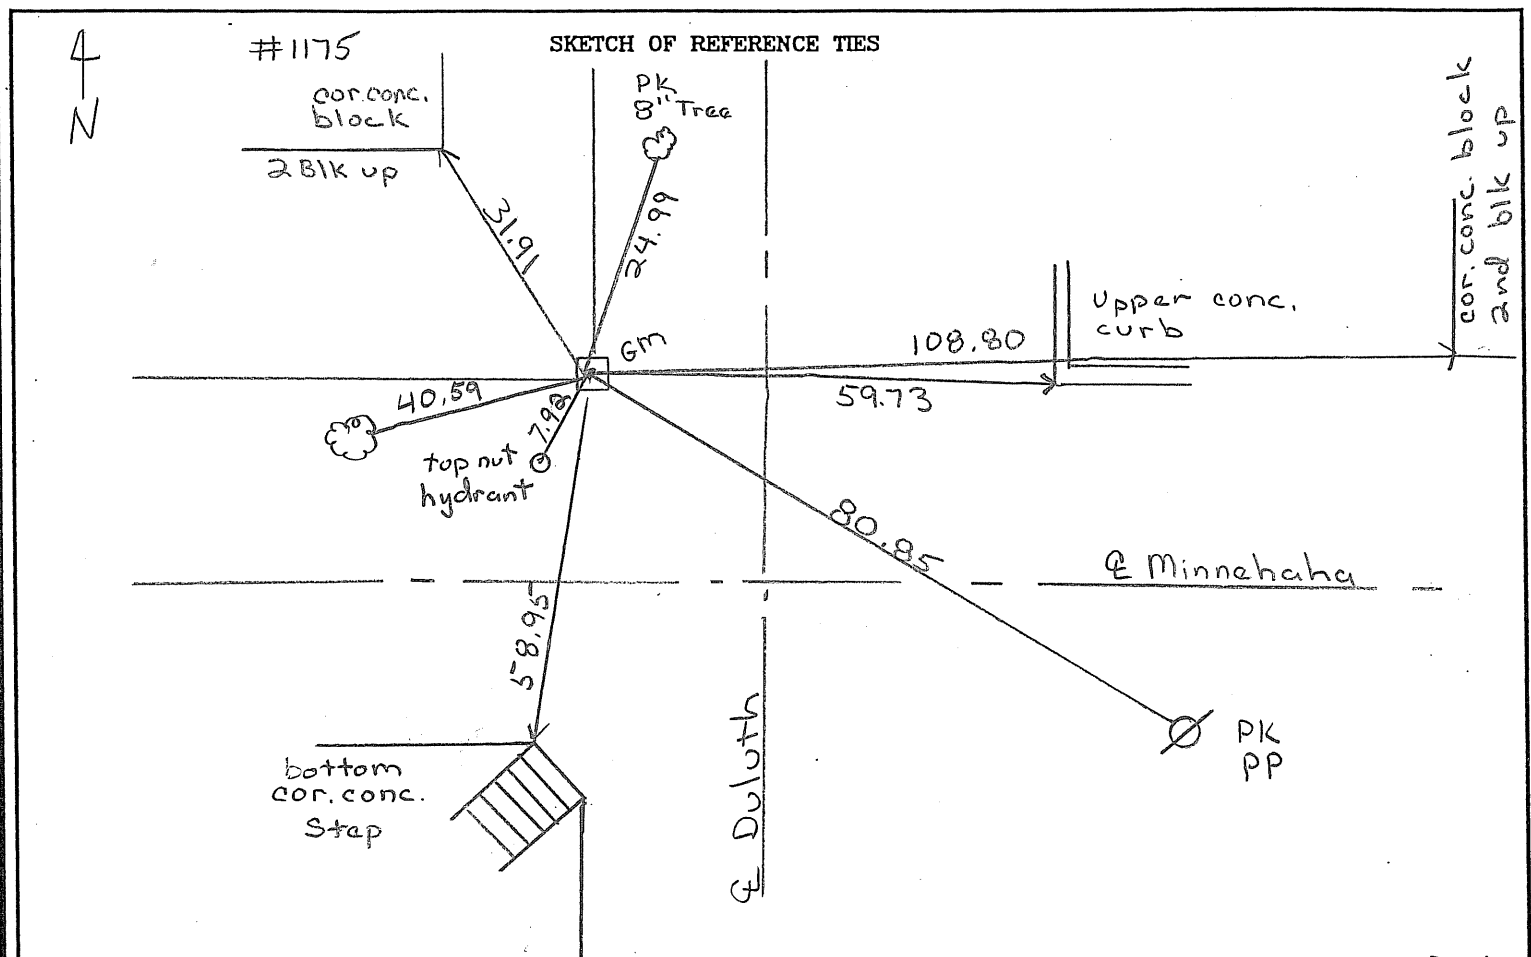 #1175
SKETCH OF REFERENCE TIES
N
cor.conc.
block
2 Blk up
PK
8" Tree
31.91
24.99
GM
108.80
59.73
Upper conc.
curb
cor. conc. block
2nd blk up
40.59
7.92
top nut
hydrant
80.85
℄ Minnehaha
58.95
℄ Duluth
bottom
cor. conc.
Step
PK
PP